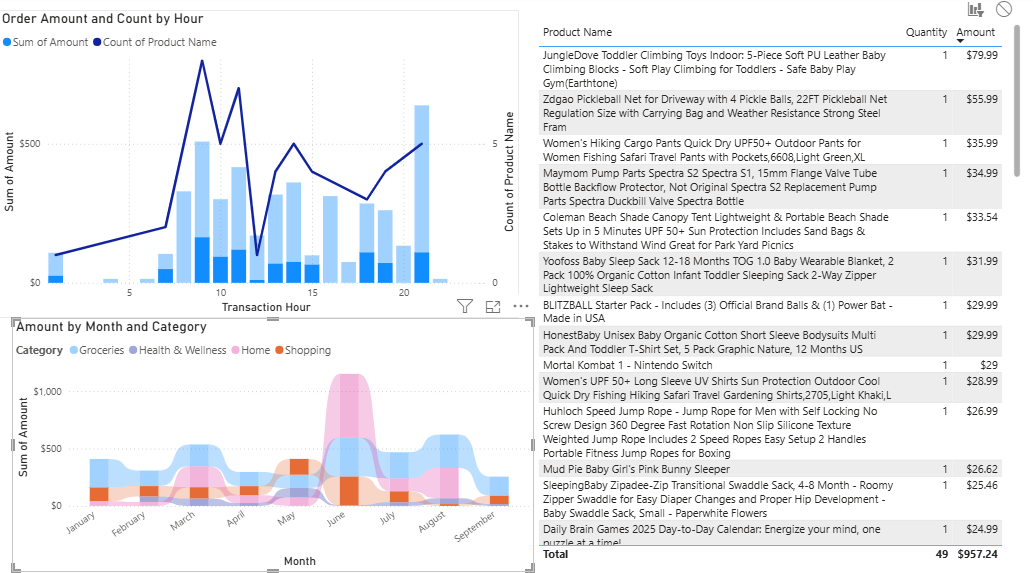 Order Amount and Count by Hour
Sum of Amount Count of Product Name
Sum of Amount
$500
$0
5
0
Count of Product Name
5 10 15 20
Transaction Hour
Amount by Month and Category
Category Groceries Health & Wellness Home Shopping
Sum of Amount
$1,000
$500
$0
January February March April May June July August September
Month
Product Name Quantity Amount
JungleDove Toddler Climbing Toys Indoor: 5-Piece Soft PU Leather Baby 1 $79.99
Climbing Blocks - Soft Play Climbing for Toddlers - Safe Baby Play
Gym(Earthtone)
Zdgao Pickleball Net for Driveway with 4 Pickle Balls, 22FT Pickleball Net 1 $55.99
Regulation Size with Carrying Bag and Weather Resistance Strong Steel
Fram
Women's Hiking Cargo Pants Quick Dry UPF50+ Outdoor Pants for 1 $35.99
Women Fishing Safari Travel Pants with Pockets,6608,Light Green,XL
Maymom Pump Parts Spectra S2 Spectra S1, 15mm Flange Valve Tube 1 $34.99
Bottle Backflow Protector, Not Original Spectra S2 Replacement Pump
Parts Spectra Duckbill Valve Spectra Bottle
Coleman Beach Shade Canopy Tent Lightweight & Portable Beach Shade 1 $33.54
Sets Up in 5 Minutes UPF 50+ Sun Protection Includes Sand Bags &
Stakes to Withstand Wind Great for Park Yard Picnics
Yoofoss Baby Sleep Sack 12-18 Months TOG 1.0 Baby Wearable Blanket, 2 1 $31.99
Pack 100% Organic Cotton Infant Toddler Sleeping Sack 2-Way Zipper
Lightweight Sleep Sack
BLITZBALL Starter Pack - Includes (3) Official Brand Balls & (1) Power Bat - 1 $29.99
Made in USA
HonestBaby Unisex Baby Organic Cotton Short Sleeve Bodysuits Multi 1 $29.99
Pack And Toddler T-Shirt Set, 5 Pack Graphic Nature, 12 Months US
Mortal Kombat 1 - Nintendo Switch 1 $29
Women's UPF 50+ Long Sleeve UV Shirts Sun Protection Outdoor Cool 1 $28.99
Quick Dry Fishing Hiking Safari Travel Gardening Shirts,2705,Light Khaki,L
Huhloch Speed Jump Rope - Jump Rope for Men with Self Locking No 1 $26.99
Screw Design 360 Degree Fast Rotation Non Slip Silicone Texture
Weighted Jump Rope Includes 2 Speed Ropes Easy Setup 2 Handles
Portable Fitness Jump Ropes for Boxing
Mud Pie Baby Girl's Pink Bunny Sleeper 1 $26.62
SleepingBaby Zipadee-Zip Transitional Swaddle Sack, 4-8 Month - Roomy 1 $25.46
Zipper Swaddle for Easy Diaper Changes and Proper Hip Development -
Baby Swaddle Sack, Small - Paperwhite Flowers
Daily Brain Games 2025 Day-to-Day Calendar: Energize your mind, one 1 $24.99
puzzle at a time!
Total 49 $957.24